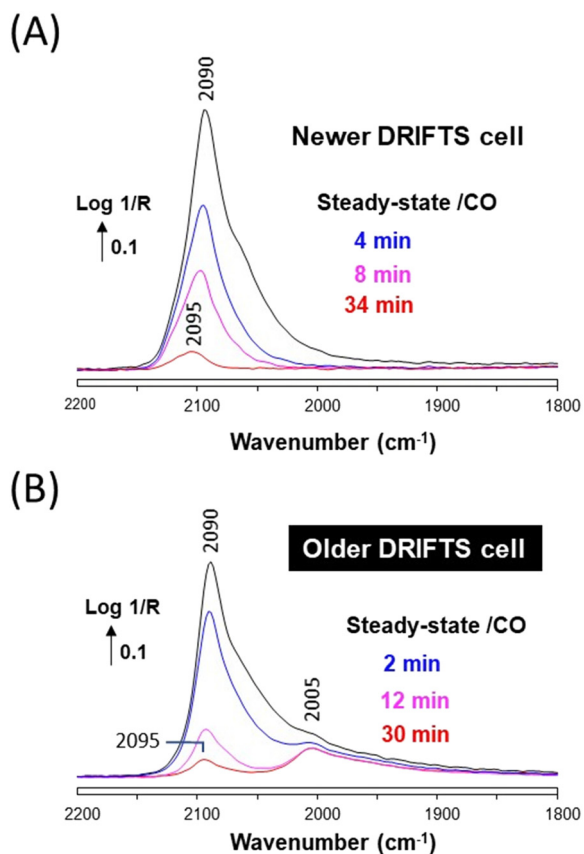 (A)
2090
Newer DRIFTS cell
Log 1/R
0.1
Steady-state /CO
4 min
8 min
34 min
2095
2200 2100 2000 1900 1800
Wavenumber (cm-1)
(B)
2090
Older DRIFTS cell
Log 1/R
0.1
Steady-state /CO
2 min
12 min
30 min
2005
2095
2200 2100 2000 1900 1800
Wavenumber (cm-1)